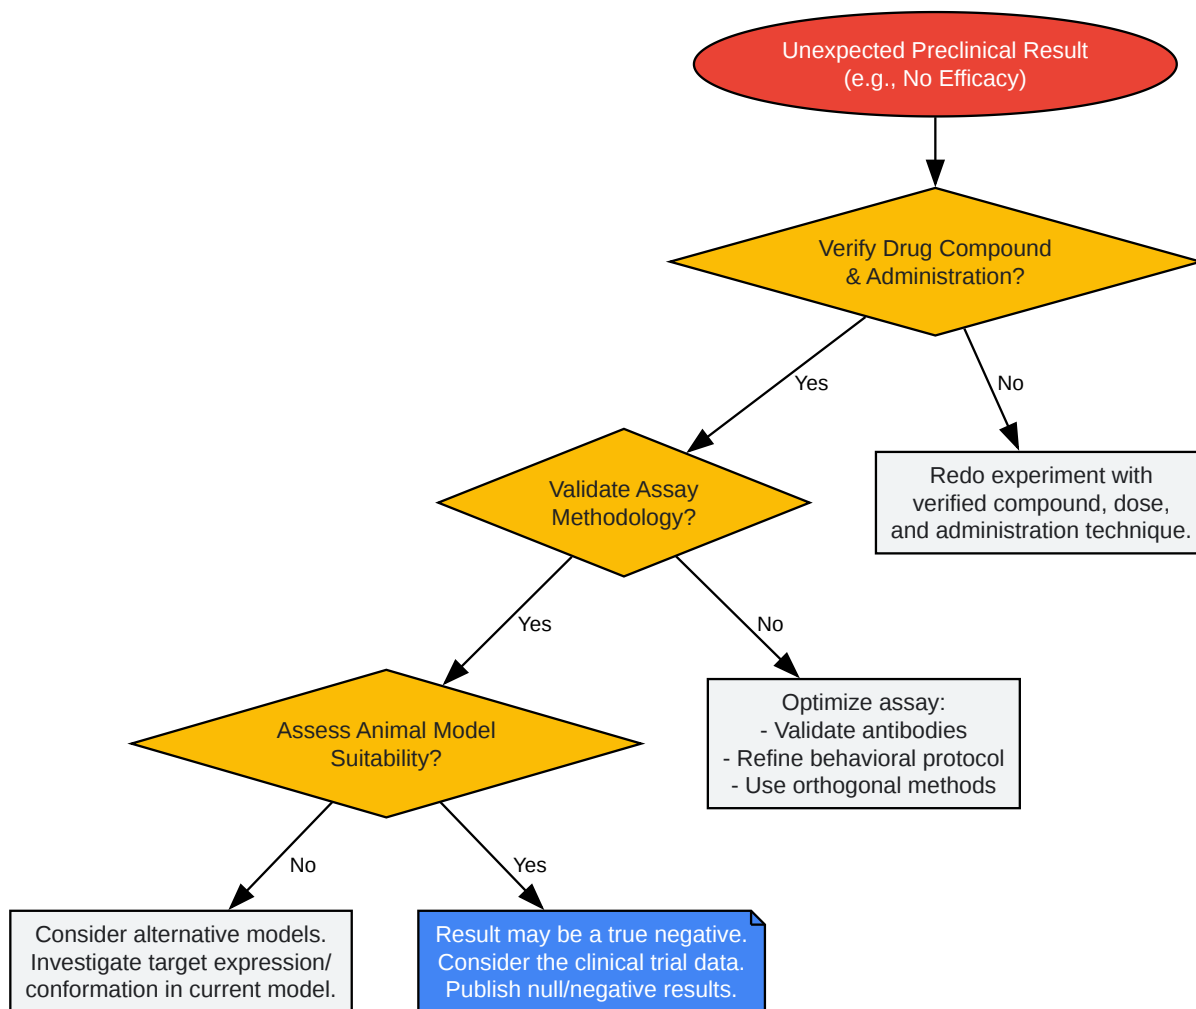 Unexpected Preclinical Result
(e.g., No Efficacy)
Verify Drug Compound
& Administration?
Yes
No
Validate Assay
Methodology?
Redo experiment with
verified compound, dose,
and administration technique.
Yes
No
Assess Animal Model
Suitability?
Optimize assay:
- Validate antibodies
- Refine behavioral protocol
- Use orthogonal methods
No
Yes
Consider alternative models.
Investigate target expression/
conformation in current model.
Result may be a true negative.
Consider the clinical trial data.
Publish null/negative results.